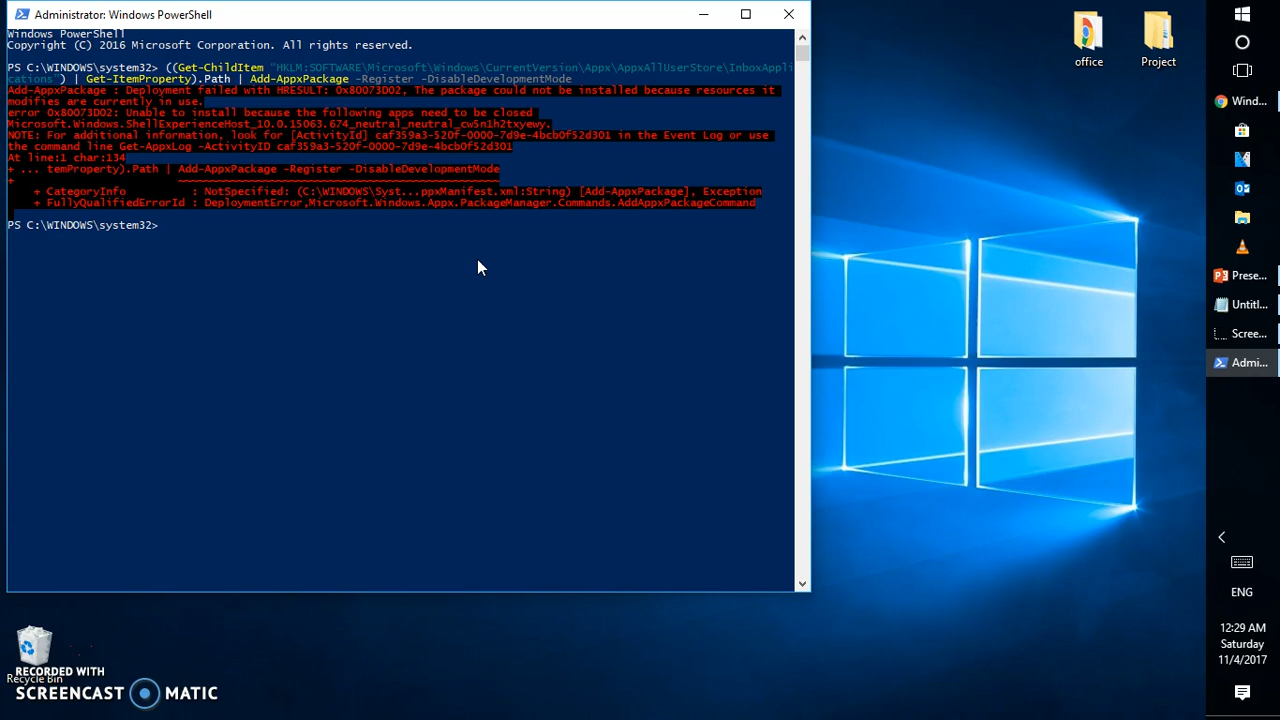 Administrator: Windows PowerShell
Windows PowerShell
Copyright (C) 2016 Microsoft Corporation. All rights reserved.
PS C:\WINDOWS\system32> ((Get-ChildItem "HKLM:SOFTWARE\Microsoft\Windows\CurrentVersion\Appx\AppxAllUserStore\InboxAppli
cations") | Get-ItemProperty).Path | Add-AppxPackage -Register -DisableDevelopmentMode
Add-AppxPackage : Deployment failed with HRESULT: 0x80073D02, The package could not be installed because resources it
modifies are currently in use.
error 0x80073D02: Unable to install because the following apps need to be closed
Microsoft.Windows.ShellExperienceHost_10.0.15063.674_neutral_neutral_cw5n1h2txyewy.
NOTE: For additional information, look for [ActivityId] caf359a3-520f-0000-7d9e-4bcb0f52d301 in the Event Log or use
the command line Get-AppxLog -ActivityID caf359a3-520f-0000-7d9e-4bcb0f52d301
At line:1 char:134
+ ... temProperty).Path | Add-AppxPackage -Register -DisableDevelopmentMode
+ ~~~~~~~~~~~~~~~~~~~~~~~~~~~~~~~~~~~~~~~~~~~~~~~~~
+ CategoryInfo : NotSpecified: (C:\WINDOWS\Syst...ppxManifest.xml:String) [Add-AppxPackage], Exception
+ FullyQualifiedErrorId : DeploymentError,Microsoft.Windows.Appx.PackageManager.Commands.AddAppxPackageCommand
PS C:\WINDOWS\system32>
office
Project
Wind...
Prese...
Untitl...
Scree...
Admi...
ENG
12:29 AM
Saturday
11/4/2017
Recycle Bin
RECORDED WITH
SCREENCAST MATIC